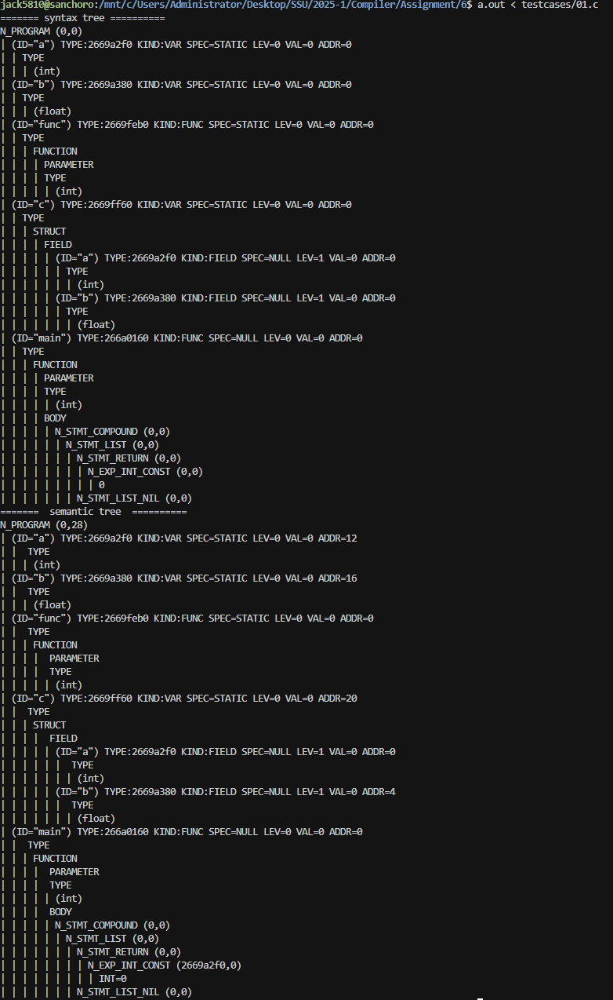 jack5810@sanchoro:/mnt/c/Users/Administrator/Desktop/SSU/2025-1/Compiler/Assignment/6$ a.out < testcases/01.c
======= syntax tree ==========
N_PROGRAM (0,0)
| (ID="a") TYPE:2669a2f0 KIND:VAR SPEC=STATIC LEV=0 VAL=0 ADDR=0
| | TYPE
| | | (int)
| (ID="b") TYPE:2669a380 KIND:VAR SPEC=STATIC LEV=0 VAL=0 ADDR=0
| | TYPE
| | | (float)
| (ID="func") TYPE:2669feb0 KIND:FUNC SPEC=STATIC LEV=0 VAL=0 ADDR=0
| | TYPE
| | | FUNCTION
| | | | PARAMETER
| | | | TYPE
| | | | | (int)
| (ID="c") TYPE:2669ff60 KIND:VAR SPEC=STATIC LEV=0 VAL=0 ADDR=0
| | TYPE
| | | STRUCT
| | | | FIELD
| | | | | (ID="a") TYPE:2669a2f0 KIND:FIELD SPEC=NULL LEV=1 VAL=0 ADDR=0
| | | | | | TYPE
| | | | | | | (int)
| | | | | (ID="b") TYPE:2669a380 KIND:FIELD SPEC=NULL LEV=1 VAL=0 ADDR=0
| | | | | | TYPE
| | | | | | | (float)
| (ID="main") TYPE:266a0160 KIND:FUNC SPEC=NULL LEV=0 VAL=0 ADDR=0
| | TYPE
| | | FUNCTION
| | | | PARAMETER
| | | | TYPE
| | | | | (int)
| | | | BODY
| | | | | N_STMT_COMPOUND (0,0)
| | | | | | N_STMT_LIST (0,0)
| | | | | | | N_STMT_RETURN (0,0)
| | | | | | | | N_EXP_INT_CONST (0,0)
| | | | | | | | | 0
| | | | | | | N_STMT_LIST_NIL (0,0)
=======  semantic tree  ==========
N_PROGRAM (0,28)
| (ID="a") TYPE:2669a2f0 KIND:VAR SPEC=STATIC LEV=0 VAL=0 ADDR=12
| |  TYPE
| | | (int)
| (ID="b") TYPE:2669a380 KIND:VAR SPEC=STATIC LEV=0 VAL=0 ADDR=16
| |  TYPE
| | | (float)
| (ID="func") TYPE:2669feb0 KIND:FUNC SPEC=STATIC LEV=0 VAL=0 ADDR=0
| |  TYPE
| | | FUNCTION
| | | |  PARAMETER
| | | |  TYPE
| | | | | (int)
| (ID="c") TYPE:2669ff60 KIND:VAR SPEC=STATIC LEV=0 VAL=0 ADDR=20
| |  TYPE
| | | STRUCT
| | | |  FIELD
| | | | | (ID="a") TYPE:2669a2f0 KIND:FIELD SPEC=NULL LEV=1 VAL=0 ADDR=0
| | | | | |  TYPE
| | | | | | | (int)
| | | | | (ID="b") TYPE:2669a380 KIND:FIELD SPEC=NULL LEV=1 VAL=0 ADDR=4
| | | | | |  TYPE
| | | | | | | (float)
| (ID="main") TYPE:266a0160 KIND:FUNC SPEC=NULL LEV=0 VAL=0 ADDR=0
| |  TYPE
| | | FUNCTION
| | | |  PARAMETER
| | | |  TYPE
| | | | | (int)
| | | |  BODY
| | | | | N_STMT_COMPOUND (0,0)
| | | | | | N_STMT_LIST (0,0)
| | | | | | | N_STMT_RETURN (0,0)
| | | | | | | | N_EXP_INT_CONST (2669a2f0,0)
| | | | | | | | | INT=0
| | | | | | | N_STMT_LIST_NIL (0,0)